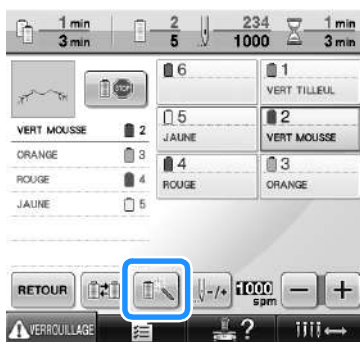 1 min
3 min
2
5
234
1000
1 min
3 min
STOP
6
1
VERT TILLEUL
5
JAUNE
2
VERT MOUSSE
4
ROUGE
3
ORANGE
VERT MOUSSE 2
ORANGE 3
ROUGE 4
JAUNE 5
RETOUR
-/+
1000
spm
- +
VERROUILLAGE
?